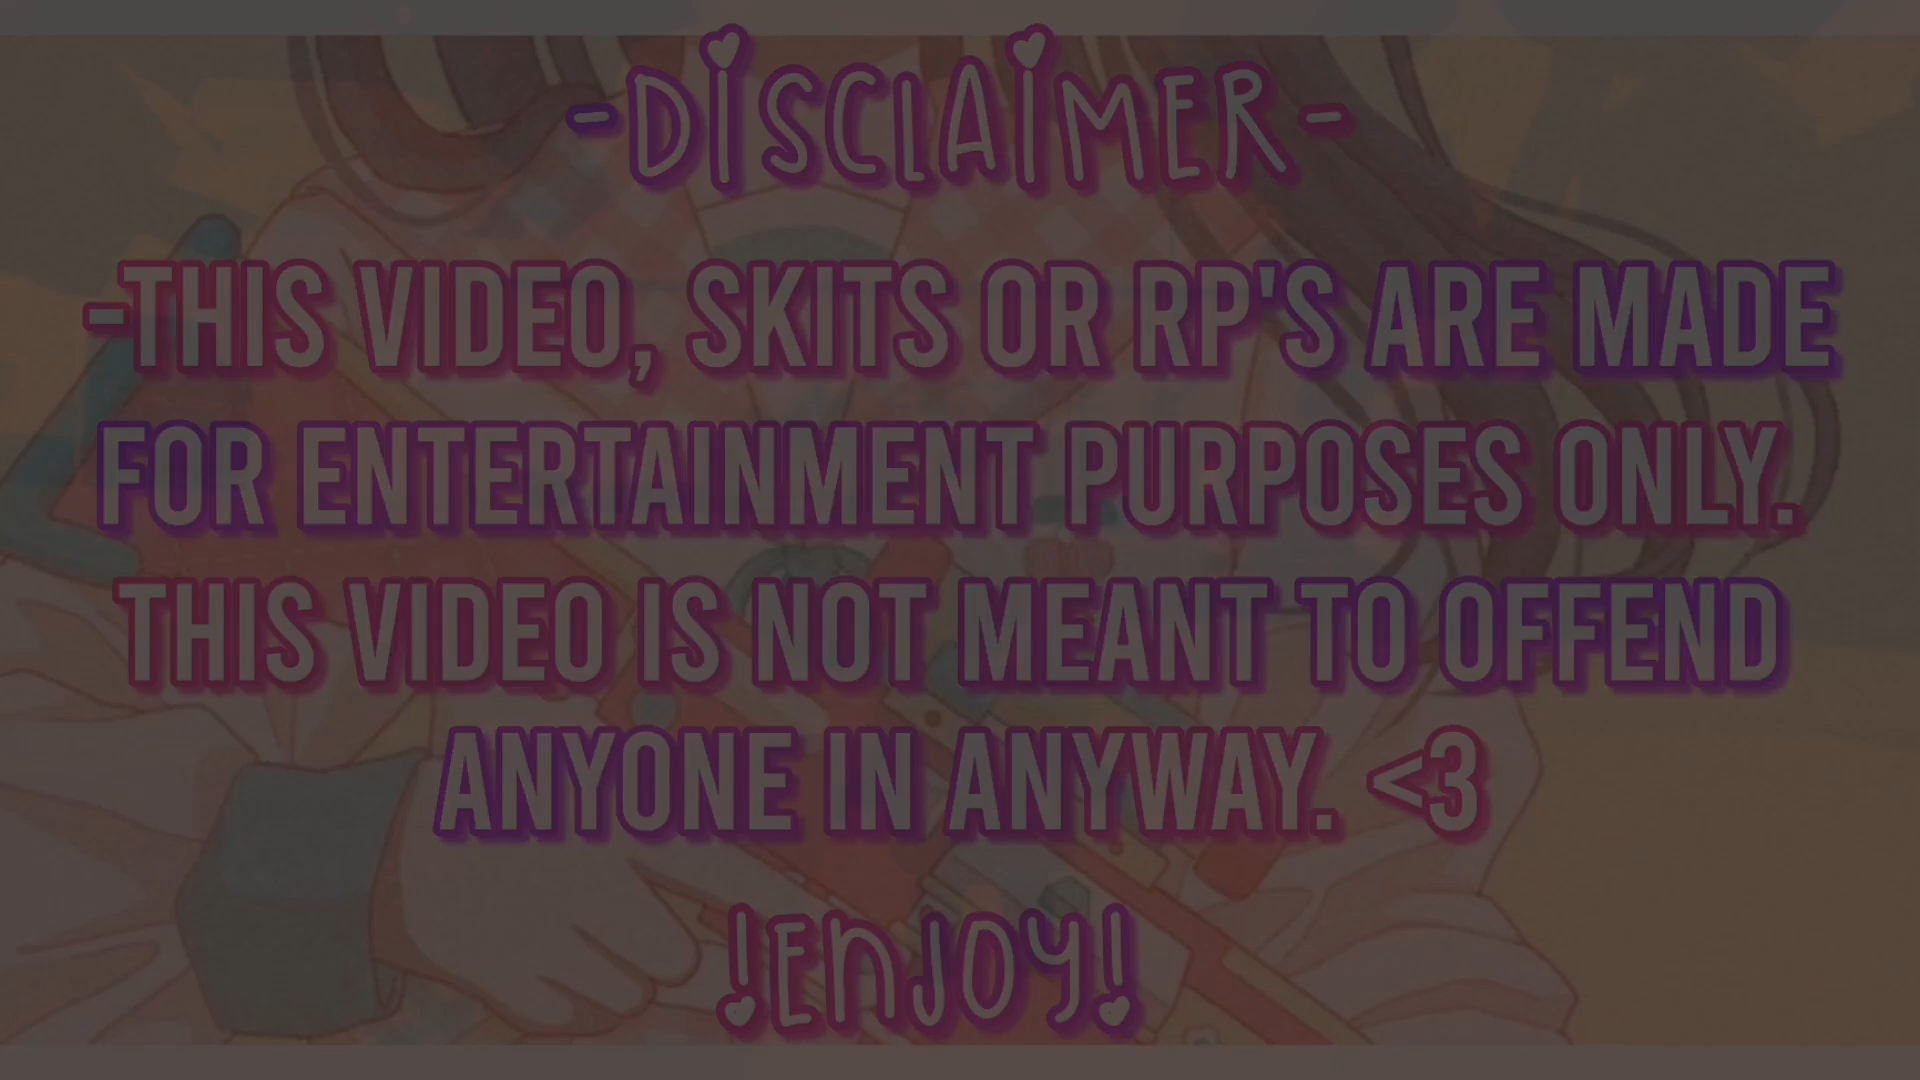 -DiSCLAiMER-
-THIS VIDEO, SKITS OR RP'S ARE MADE
FOR ENTERTAINMENT PURPOSES ONLY.
THIS VIDEO IS NOT MEANT TO OFFEND
ANYONE IN ANYWAY. <3
!EnJOY!